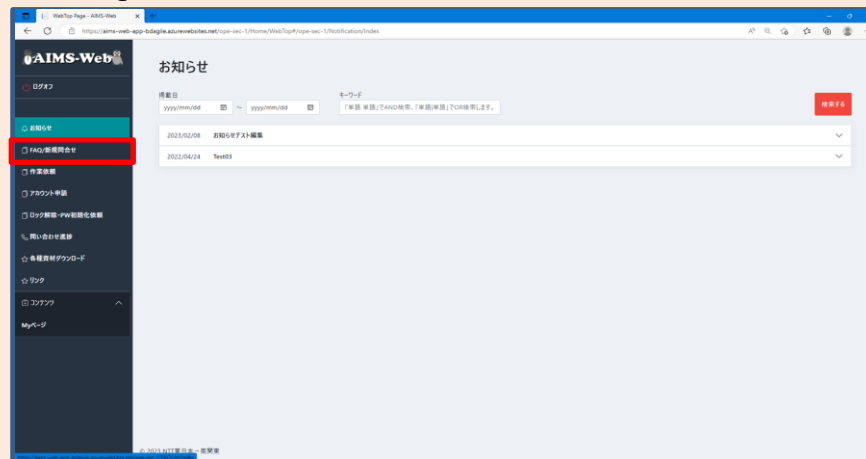 WebTop Page - AIMS-Web
https://aims-web-app-bdagile.azurewebsites.net/ope-sec-1/Home/WebTop#/ope-sec-1/Notification/Index
AIMS-Web
ログオフ
お知らせ
FAQ/新規問合せ
作業依頼
アカウント申請
ロック解除・PW初期化依頼
問い合わせ進捗
各種資材ダウンロード
リンク
コンテンツ
Myページ
お知らせ
掲載日
キーワード
yyyy/mm/dd ～ yyyy/mm/dd 「単語 単語」でAND検索、「単語|単語」でOR検索します。 検索する
2023/02/08 お知らせテスト編集
2022/04/24 Test03
© 2023 NTT東日本－南関東